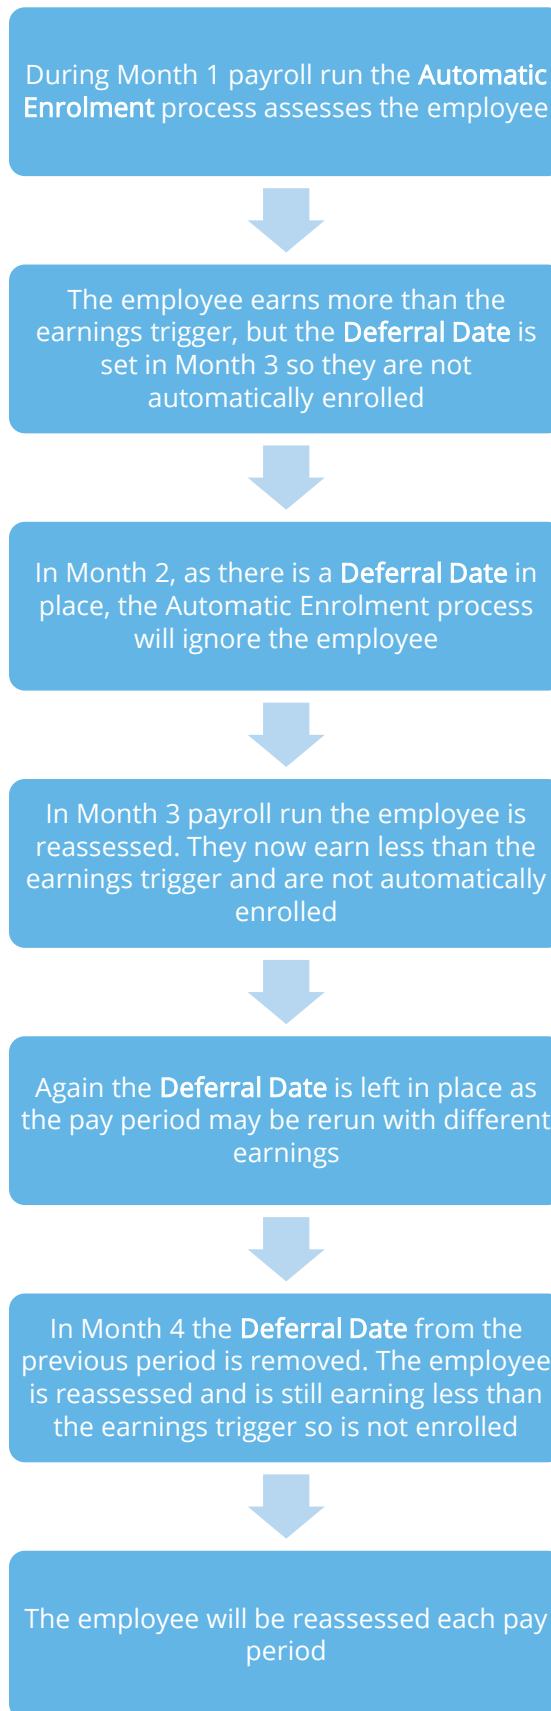 During Month 1 payroll run the Automatic
Enrolment process assesses the employee
The employee earns more than the
earnings trigger, but the Deferral Date is
set in Month 3 so they are not
automatically enrolled
In Month 2, as there is a Deferral Date in
place, the Automatic Enrolment process
will ignore the employee
In Month 3 payroll run the employee is
reassessed. They now earn less than the
earnings trigger and are not automatically
enrolled
Again the Deferral Date is left in place as
the pay period may be rerun with different
earnings
In Month 4 the Deferral Date from the
previous period is removed. The employee
is reassessed and is still earning less than
the earnings trigger so is not enrolled
The employee will be reassessed each pay
period